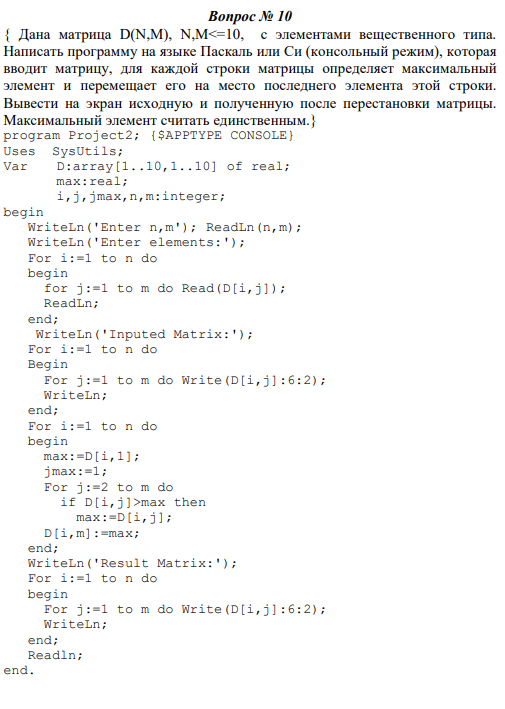 Вопрос № 10
{ Дана матрица D(N,M), N,M<=10, с элементами вещественного типа.
Написать программу на языке Паскаль или Си (консольный режим), которая
вводит матрицу, для каждой строки матрицы определяет максимальный
элемент и перемещает его на место последнего элемента этой строки.
Вывести на экран исходную и полученную после перестановки матрицы.
Максимальный элемент считать единственным.}
program Project2; {$APPTYPE CONSOLE}
Uses SysUtils;
Var D:array[1..10,1..10] of real;
max:real;
i,j,jmax,n,m:integer;
begin
WriteLn('Enter n,m'); ReadLn(n,m);
WriteLn('Enter elements:');
For i:=1 to n do
begin
for j:=1 to m do Read(D[i,j]);
ReadLn;
end;
WriteLn('Inputed Matrix:');
For i:=1 to n do
Begin
For j:=1 to m do Write(D[i,j]:6:2);
WriteLn;
end;
For i:=1 to n do
begin
max:=D[i,1];
jmax:=1;
For j:=2 to m do
if D[i,j]>max then
max:=D[i,j];
D[i,m]:=max;
end;
WriteLn('Result Matrix:');
For i:=1 to n do
begin
For j:=1 to m do Write(D[i,j]:6:2);
WriteLn;
end;
Readln;
end.